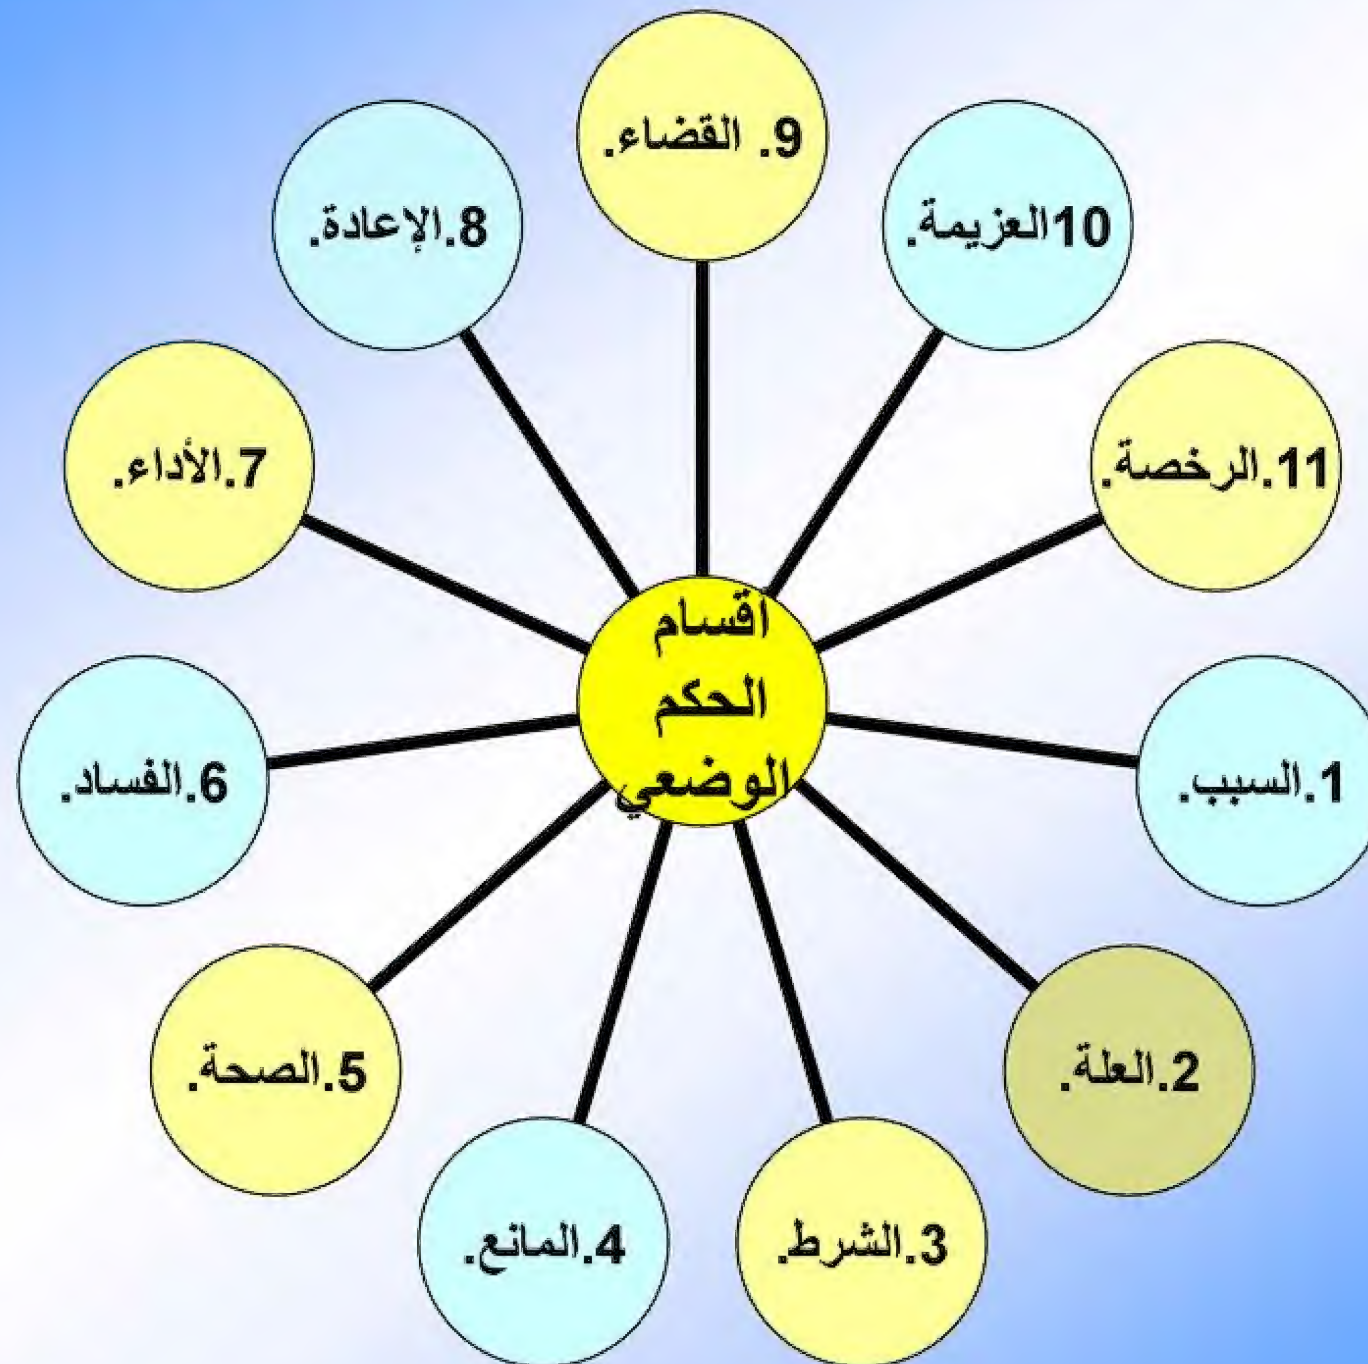 اقسام
الحكم
الوضعي
1.السبب.
2.العلة.
3.الشرط.
4.المانع.
5.الصحة.
6.الفساد.
7.الأداء.
8.الإعادة.
9. القضاء.
10العزيمة.
11.الرخصة.